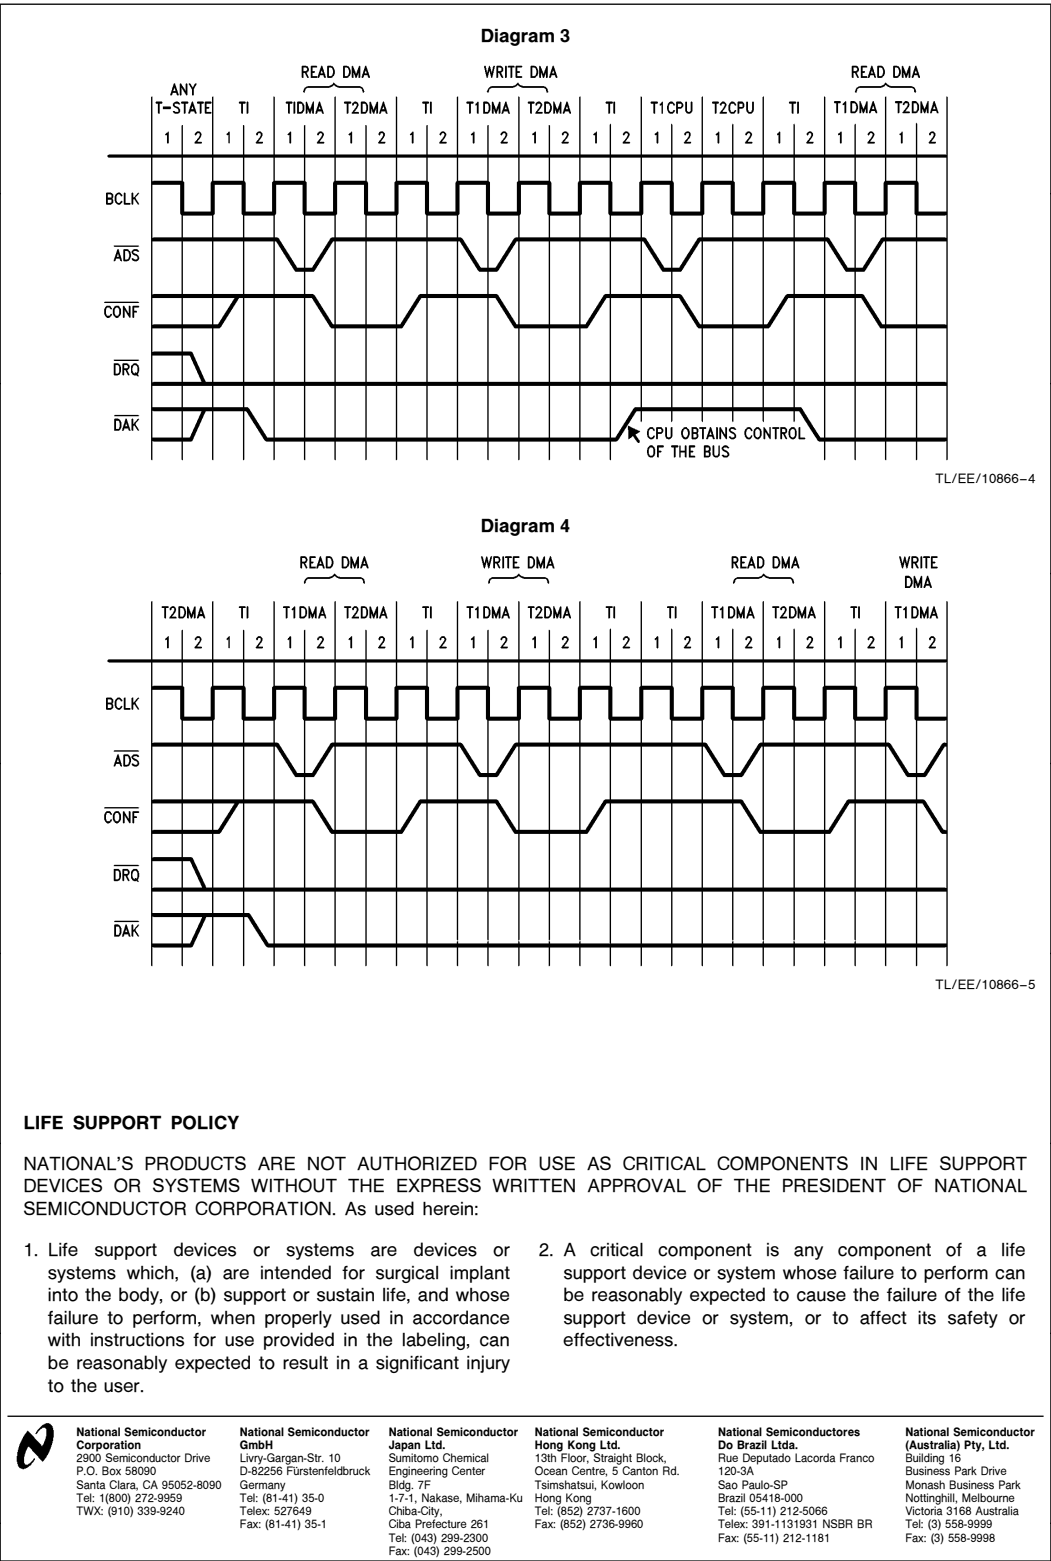 Diagram 3
READ DMA WRITE DMA READ DMA
ANY
T-STATE TI TIDMA T2DMA TI T1DMA T2DMA TI T1CPU T2CPU TI T1DMA T2DMA
1 2 1 2 1 2 1 2 1 2 1 2 1 2 1 2 1 2 1 2 1 2 1 2 1 2
BCLK
ADS
CONF
DRQ
DAK
CPU OBTAINS CONTROL
OF THE BUS
TL/EE/10866–4
Diagram 4
READ DMA WRITE DMA READ DMA WRITE
DMA
T2DMA TI T1DMA T2DMA TI T1DMA T2DMA TI TI T1DMA T2DMA TI T1DMA
1 2 1 2 1 2 1 2 1 2 1 2 1 2 1 2 1 2 1 2 1 2 1 2 1 2
BCLK
ADS
CONF
DRQ
DAK
TL/EE/10866–5
LIFE SUPPORT POLICY
NATIONAL'S PRODUCTS ARE NOT AUTHORIZED FOR USE AS CRITICAL COMPONENTS IN LIFE SUPPORT
DEVICES OR SYSTEMS WITHOUT THE EXPRESS WRITTEN APPROVAL OF THE PRESIDENT OF NATIONAL
SEMICONDUCTOR CORPORATION. As used herein:
1. Life support devices or systems are devices or
systems which, (a) are intended for surgical implant
into the body, or (b) support or sustain life, and whose
failure to perform, when properly used in accordance
with instructions for use provided in the labeling, can
be reasonably expected to result in a significant injury
to the user.
2. A critical component is any component of a life
support device or system whose failure to perform can
be reasonably expected to cause the failure of the life
support device or system, or to affect its safety or
effectiveness.
National Semiconductor
Corporation
2900 Semiconductor Drive
P.O. Box 58090
Santa Clara, CA 95052-8090
Tel: 1(800) 272-9959
TWX: (910) 339-9240
National Semiconductor
GmbH
Livry-Gargan-Str. 10
D-82256 Fürstenfeldbruck
Germany
Tel: (81-41) 35-0
Telex: 527649
Fax: (81-41) 35-1
National Semiconductor
Japan Ltd.
Sumitomo Chemical
Engineering Center
Bldg. 7F
1-7-1, Nakase, Mihama-Ku
Chiba-City,
Ciba Prefecture 261
Tel: (043) 299-2300
Fax: (043) 299-2500
National Semiconductor
Hong Kong Ltd.
13th Floor, Straight Block,
Ocean Centre, 5 Canton Rd.
Tsimshatsui, Kowloon
Hong Kong
Tel: (852) 2737-1600
Fax: (852) 2736-9960
National Semiconductores
Do Brazil Ltda.
Rue Deputado Lacorda Franco
120-3A
Sao Paulo-SP
Brazil 05418-000
Tel: (55-11) 212-5066
Telex: 391-1131931 NSBR BR
Fax: (55-11) 212-1181
National Semiconductor
(Australia) Pty, Ltd.
Building 16
Business Park Drive
Monash Business Park
Nottinghill, Melbourne
Victoria 3168 Australia
Tel: (3) 558-9999
Fax: (3) 558-9998